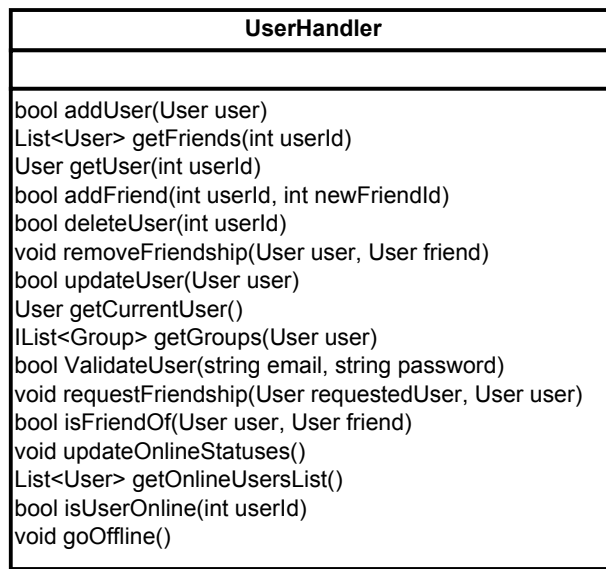 UserHandler
bool addUser(User user)
List<User> getFriends(int userId)
User getUser(int userId)
bool addFriend(int userId, int newFriendId)
bool deleteUser(int userId)
void removeFriendship(User user, User friend)
bool updateUser(User user)
User getCurrentUser()
IList<Group> getGroups(User user)
bool ValidateUser(string email, string password)
void requestFriendship(User requestedUser, User user)
bool isFriendOf(User user, User friend)
void updateOnlineStatuses()
List<User> getOnlineUsersList()
bool isUserOnline(int userId)
void goOffline()